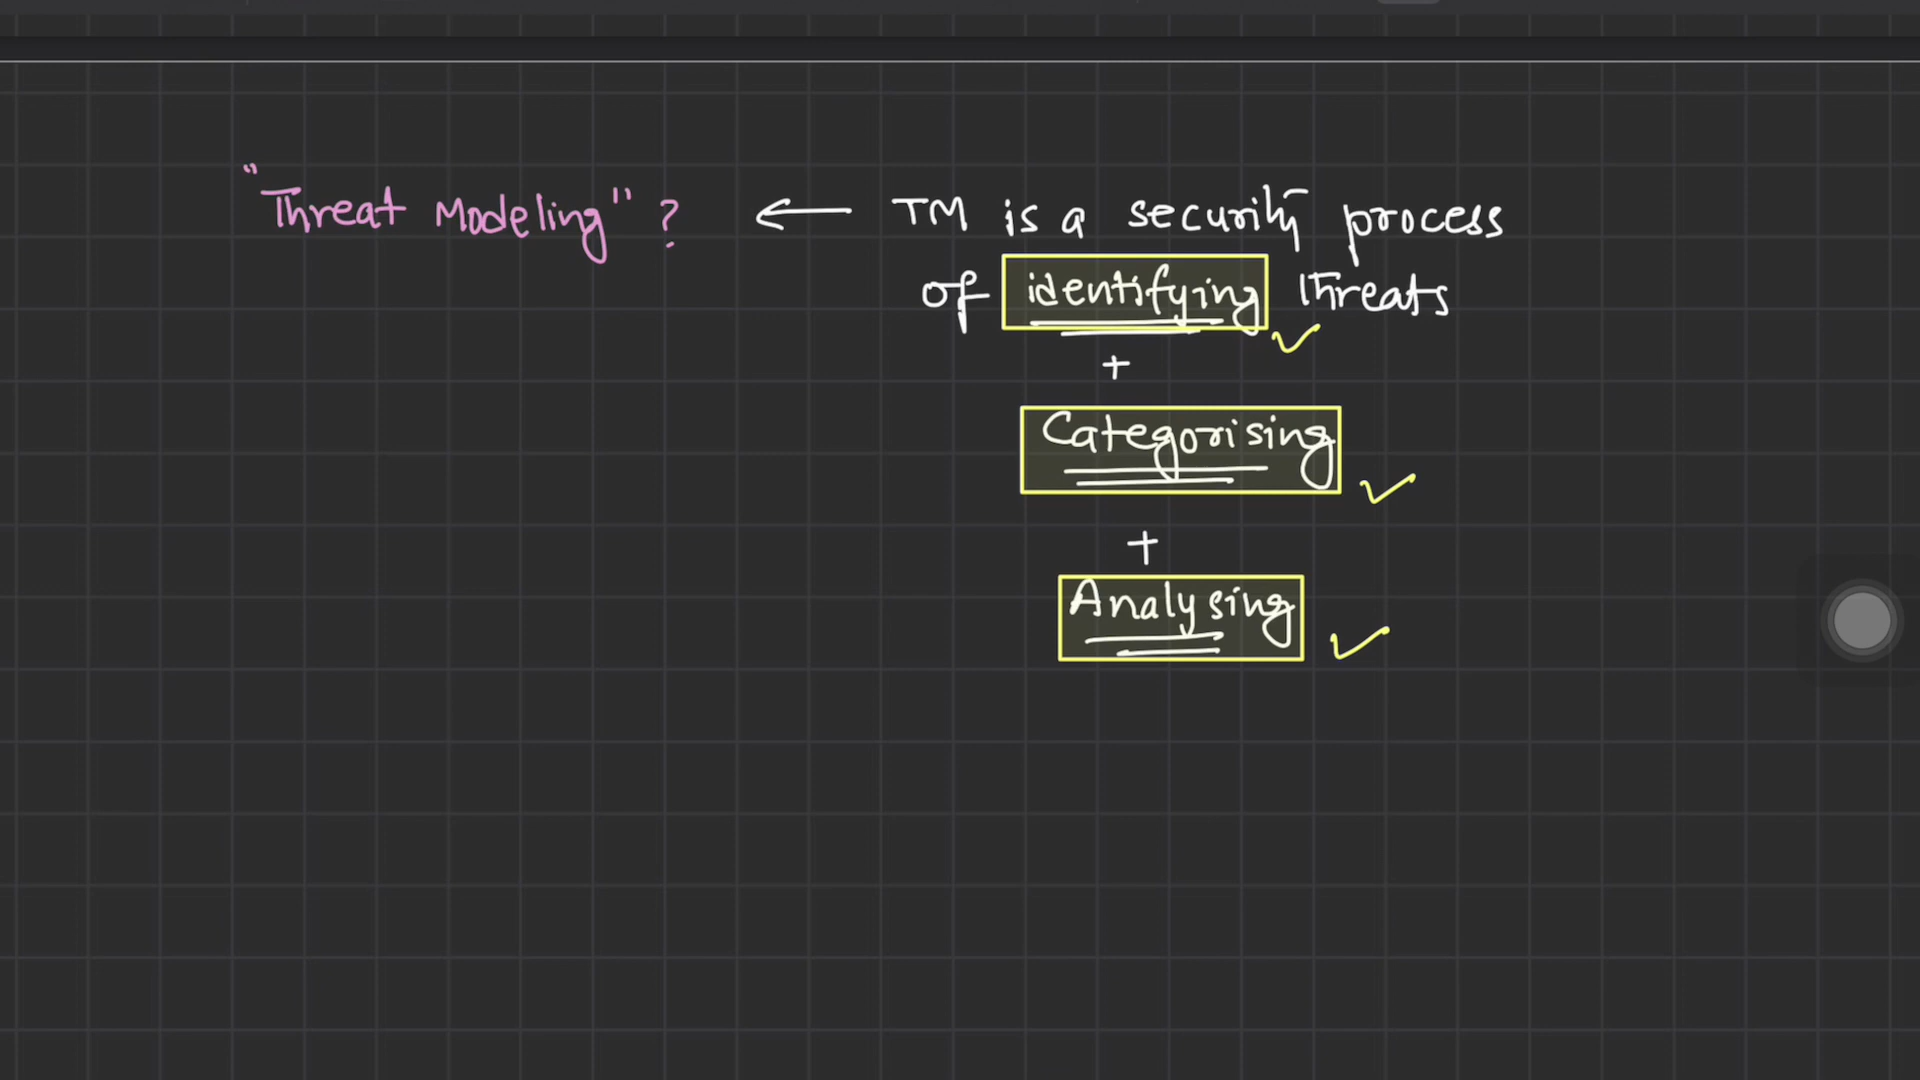 "Threat Modeling" ? ← TM is a security process
of identifying threats
+
Categorising
+
Analysing